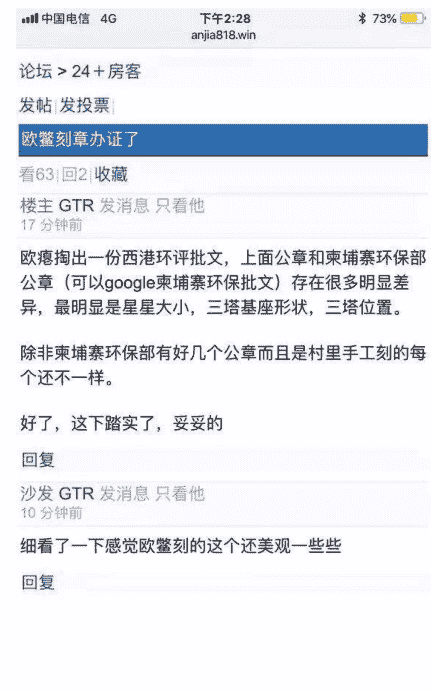 中国电信 4G 下午2:28 73%
anjia818.win
论坛 > 24＋房客
发帖|发投票|
欧鳖刻章办证了
看63|回2|收藏
楼主 GTR 发消息 只看他
17 分钟前
欧瘪掏出一份西港环评批文，上面公章和柬埔寨环保部
公章（可以google柬埔寨环保批文）存在很多明显差
异，最明显是星星大小，三塔基座形状，三塔位置。
除非柬埔寨环保部有好几个公章而且是村里手工刻的每
个还不一样。
好了，这下踏实了，妥妥的
回复
沙发 GTR 发消息 只看他
10 分钟前
细看了一下感觉欧鳖刻的这个还美观一些些
回复